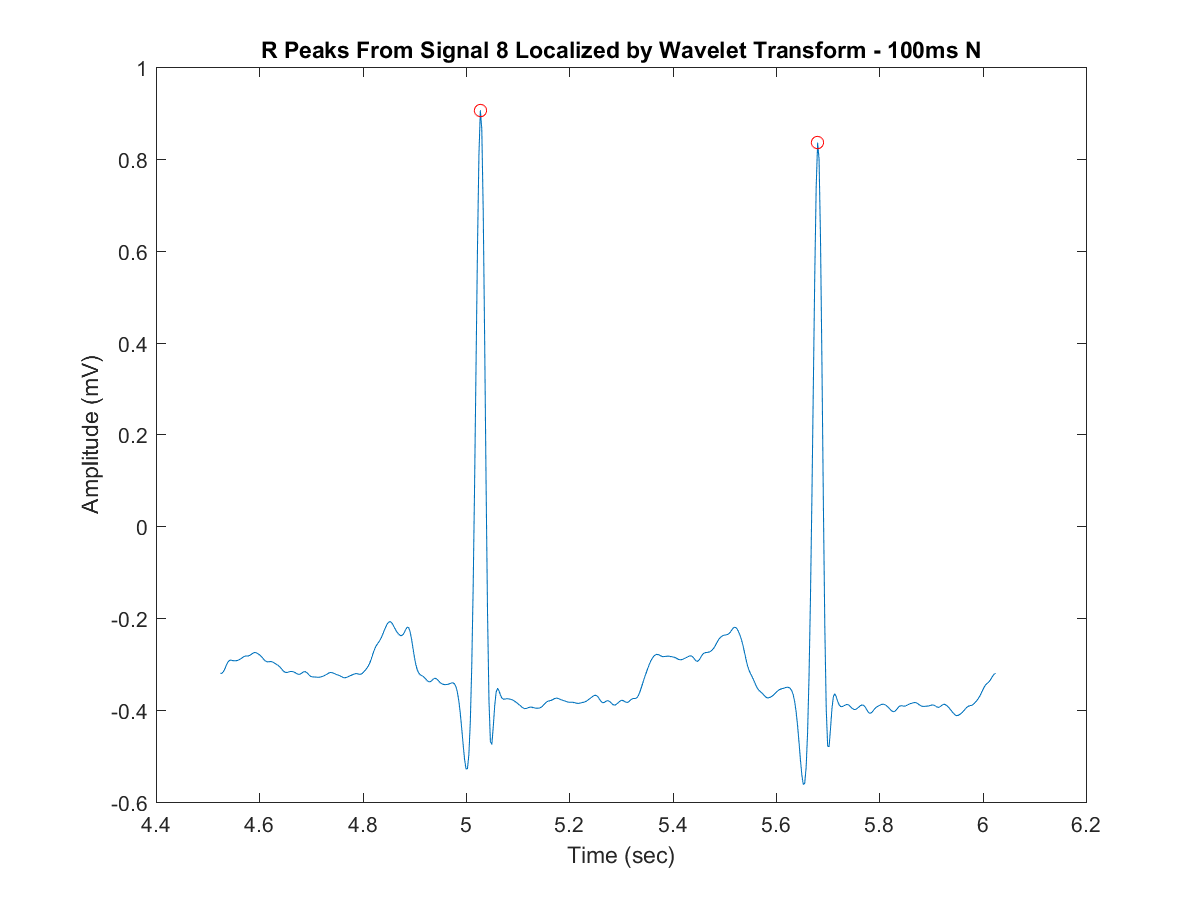 R Peaks From Signal 8 Localized by Wavelet Transform - 100ms N
1
0.8
0.6
0.4
0.2
0
-0.2
-0.4
-0.6
Amplitude (mV)
4.4 4.6 4.8 5 5.2 5.4 5.6 5.8 6 6.2
Time (sec)